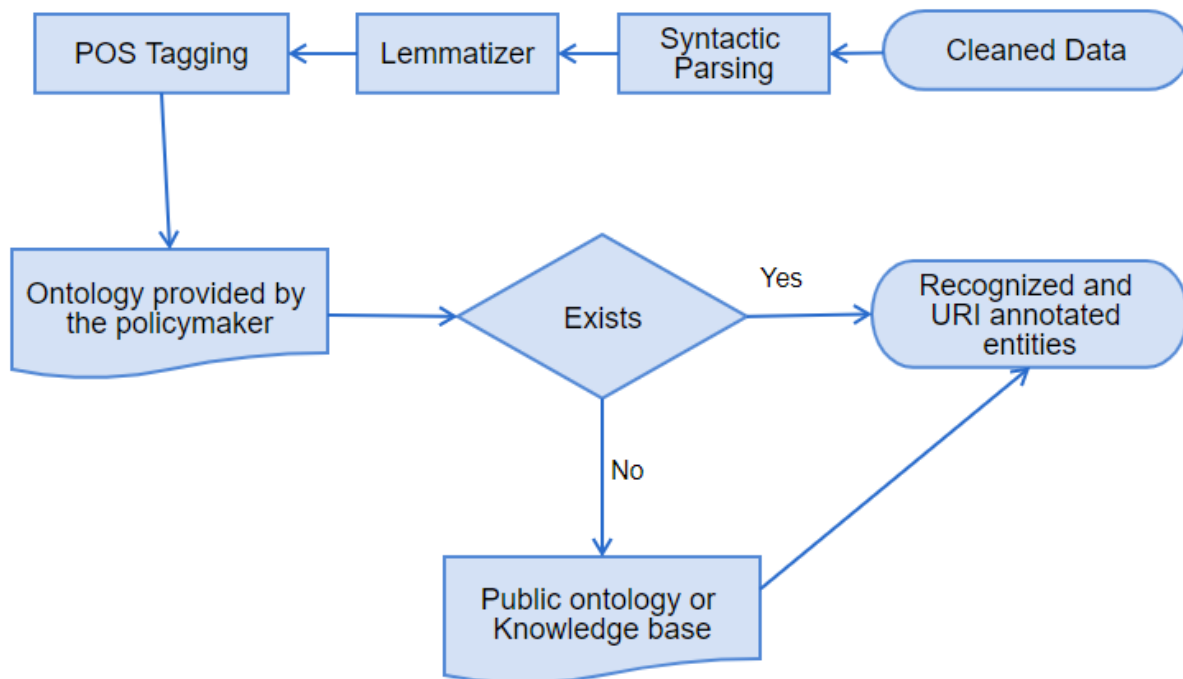 POS Tagging
Lemmatizer
Syntactic
Parsing
Cleaned Data
Ontology provided by
the policymaker
Exists
Yes
Recognized and
URI annotated
entities
No
Public ontology or
Knowledge base